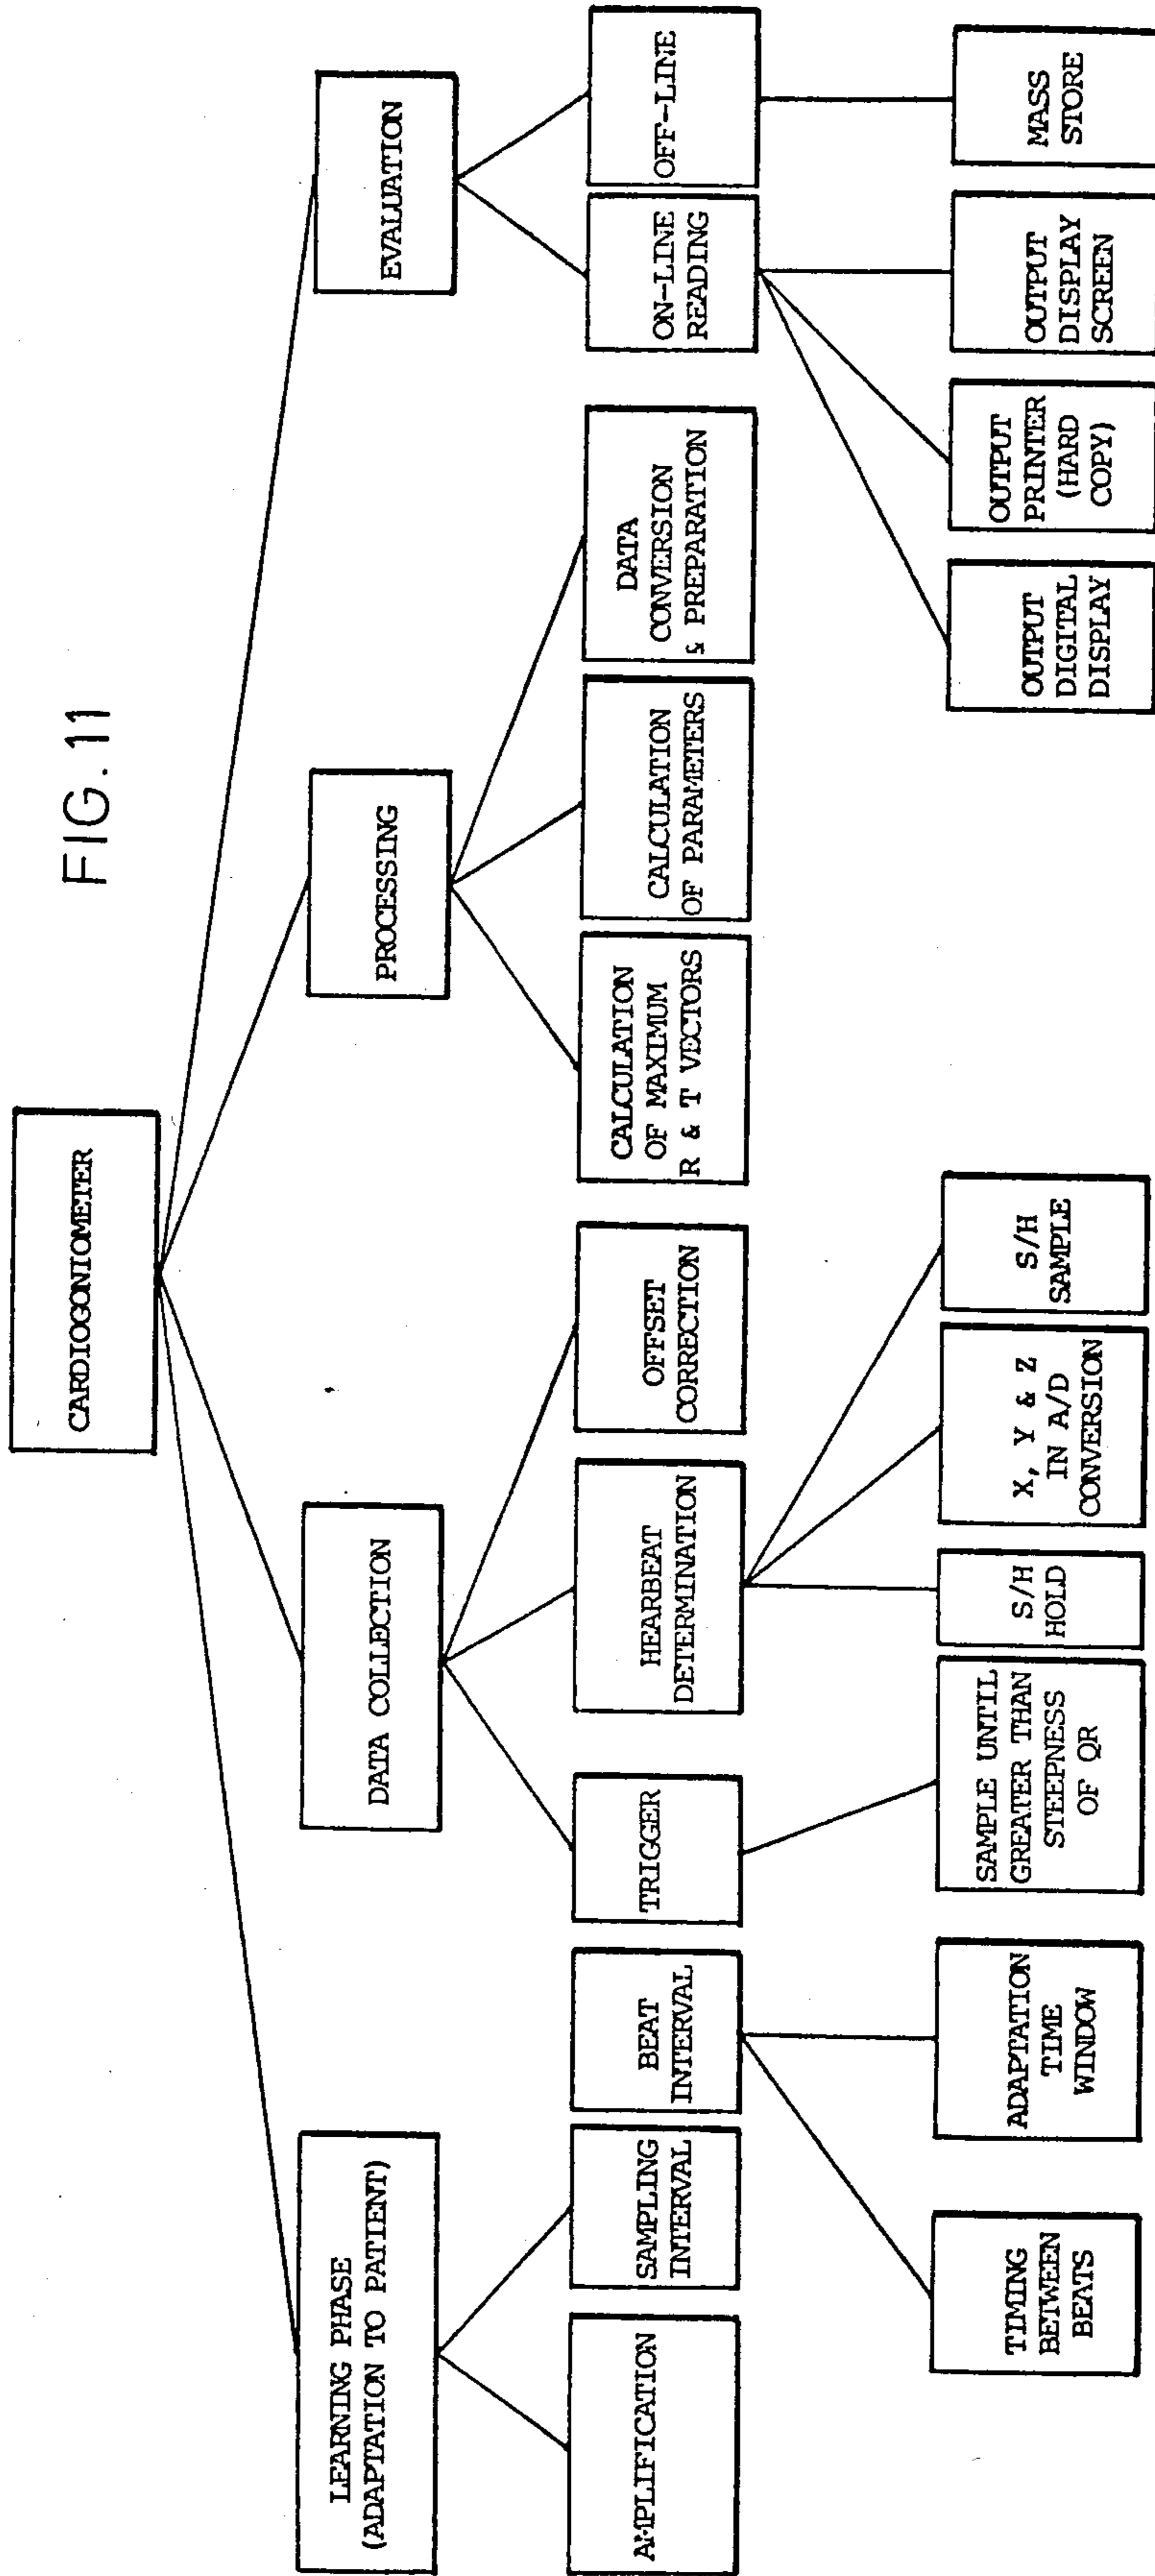 FIG.11
CARDIOGONIOMETER
LEARNING PHASE
(ADAPTATION TO PATIENT)
DATA COLLECTION
PROCESSING
EVALUATION
AMPLIFICATION
SAMPLING
INTERVAL
BEAT
INTERVAL
TRIGGER
HEARBEAT
DETERMINATION
OFFSET
CORRECTION
CALCULATION
OF MAXIMUM
R & T VECTORS
CALCULATION
OF PARAMETERS
DATA
CONVERSION
& PREPARATION
ON-LINE
READING
OFF-LINE
TIMING
BETWEEN
BEATS
ADAPTATION
TIME
WINDOW
SAMPLE UNTIL
GREATER THAN
STEEPNESS
OF QR
S/H
HOLD
X, Y & Z
IN A/D
CONVERSION
S/H
SAMPLE
OUTPUT
DIGITAL
DISPLAY
OUTPUT
PRINTER
(HARD
COPY)
OUTPUT
DISPLAY
SCREEN
MASS
STORE